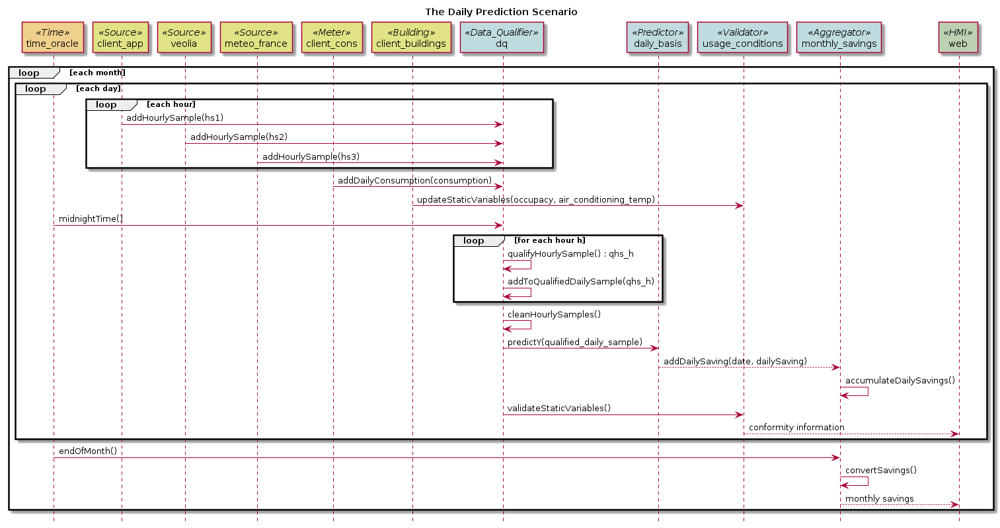 The Daily Prediction Scenario
«Time» «Source» «Source» «Source» «Meter» «Building» «Data_Qualifier» «Predictor» «Validator» «Aggregator» «HMI»
time_oracle client_app veolia meteo_france client_cons client_buildings dq daily_basis usage_conditions monthly_savings web
loop [each month]
loop [each day]
loop [each hour]
addHourlySample(hs1)
addHourlySample(hs2)
addHourlySample(hs3)
addDailyConsumption(consumption)
updateStaticVariables(occupancy, air_conditioning_temp)
midnightTime()
loop [for each hour h]
qualifyHourlySample() : qhs_h
addToQualifiedDailySample(qhs_h)
cleanHourlySamples()
predictY(qualified_daily_sample)
addDailySaving(date, dailySaving)
accumulateDailySavings()
validateStaticVariables()
conformity information
endOfMonth()
convertSavings()
monthly savings